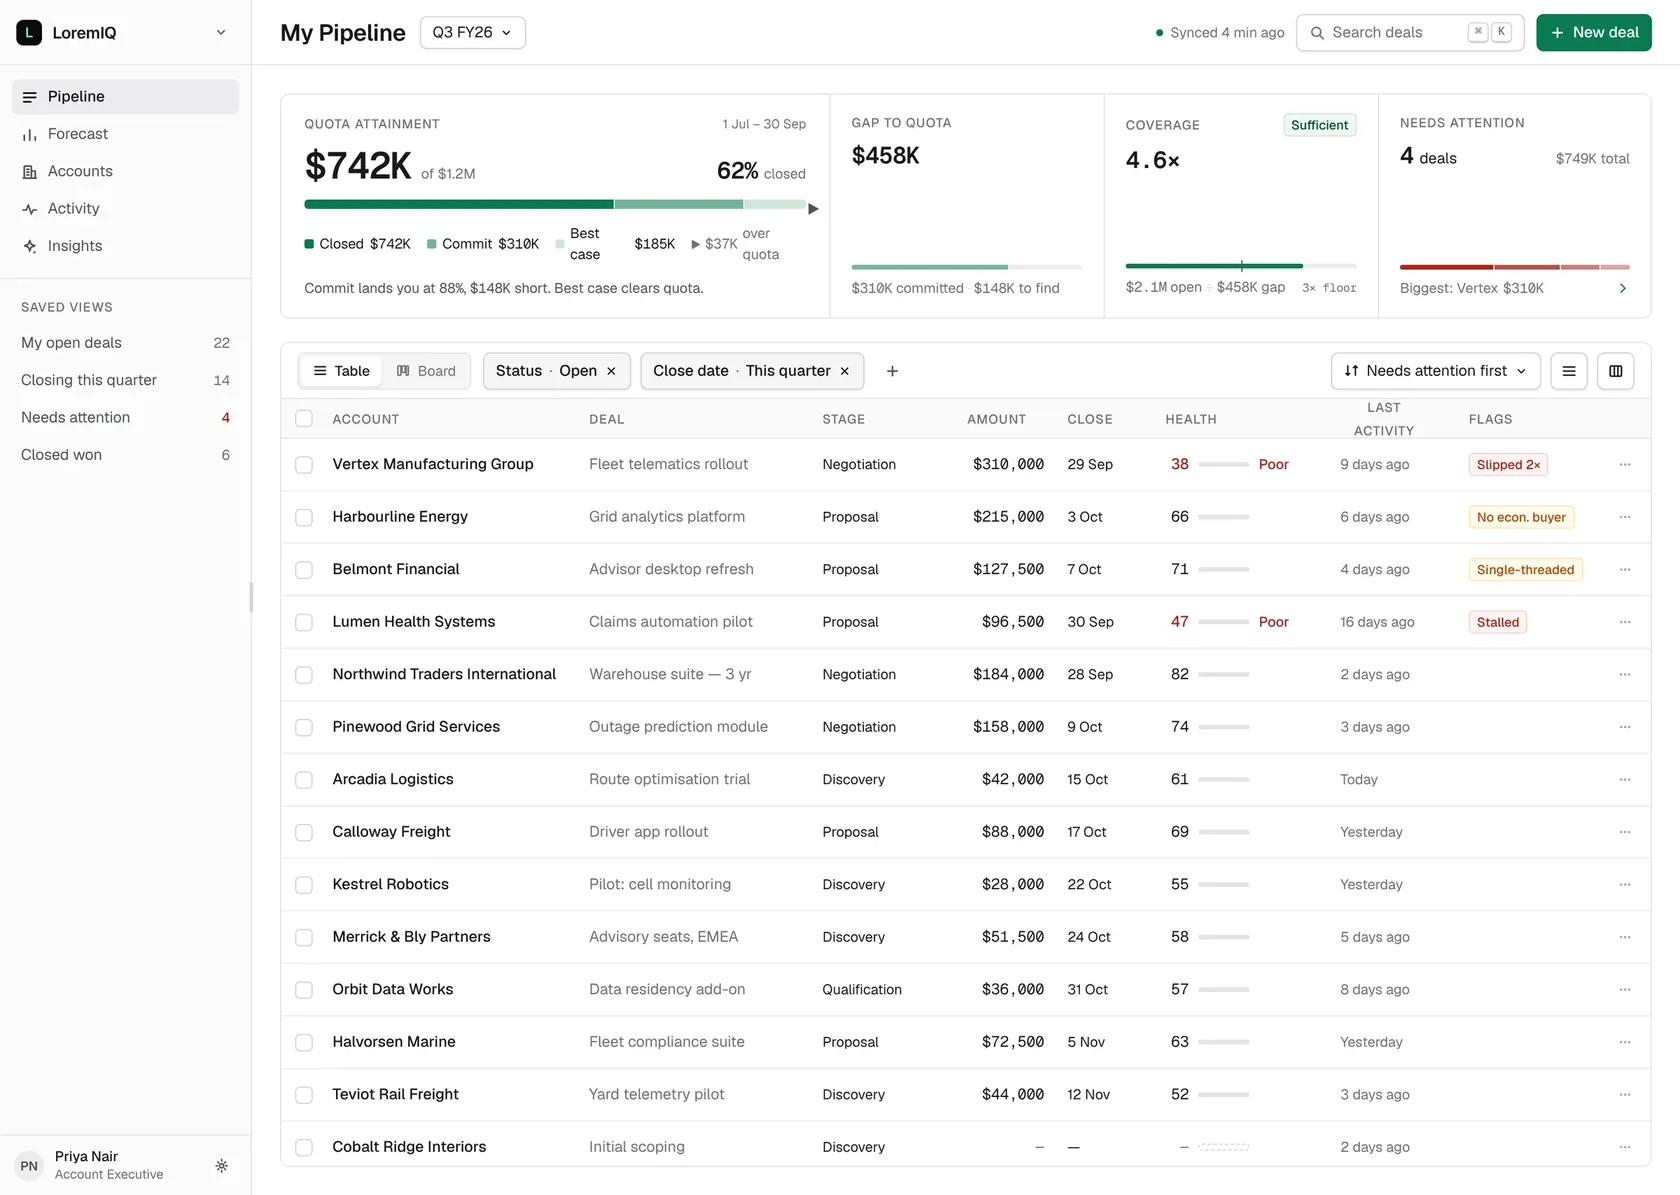 L LoremIQ
Pipeline
Forecast
Accounts
Activity
Insights
SAVED VIEWS
My open deals 22
Closing this quarter 14
Needs attention 4
Closed won 6
PN Priya Nair
Account Executive
My Pipeline Q3 FY26
Synced 4 min ago
Search deals ⌘ K
+ New deal
QUOTA ATTAINMENT 1 Jul – 30 Sep
$742K of $1.2M 62% closed
Closed $742K Commit $310K Best case $185K ▶ $37K over quota
Commit lands you at 88%, $148K short. Best case clears quota.
GAP TO QUOTA
$458K
$310K committed · $148K to find
COVERAGE Sufficient
4.6×
$2.1M open ÷ $458K gap 3× floor
NEEDS ATTENTION
4 deals $749K total
Biggest: Vertex $310K
Table Board Status · Open × Close date · This quarter × + Needs attention first
ACCOUNT DEAL STAGE AMOUNT CLOSE HEALTH LAST ACTIVITY FLAGS
Vertex Manufacturing Group Fleet telematics rollout Negotiation $310,000 29 Sep 38 Poor 9 days ago Slipped 2× ···
Harbourline Energy Grid analytics platform Proposal $215,000 3 Oct 66 6 days ago No econ. buyer ···
Belmont Financial Advisor desktop refresh Proposal $127,500 7 Oct 71 4 days ago Single-threaded ···
Lumen Health Systems Claims automation pilot Proposal $96,500 30 Sep 47 Poor 16 days ago Stalled ···
Northwind Traders International Warehouse suite — 3 yr Negotiation $184,000 28 Sep 82 2 days ago ···
Pinewood Grid Services Outage prediction module Negotiation $158,000 9 Oct 74 3 days ago ···
Arcadia Logistics Route optimisation trial Discovery $42,000 15 Oct 61 Today ···
Calloway Freight Driver app rollout Proposal $88,000 17 Oct 69 Yesterday ···
Kestrel Robotics Pilot: cell monitoring Discovery $28,000 22 Oct 55 Yesterday ···
Merrick & Bly Partners Advisory seats, EMEA Discovery $51,500 24 Oct 58 5 days ago ···
Orbit Data Works Data residency add-on Qualification $36,000 31 Oct 57 8 days ago ···
Halvorsen Marine Fleet compliance suite Proposal $72,500 5 Nov 63 Yesterday ···
Teviot Rail Freight Yard telemetry pilot Discovery $44,000 12 Nov 52 3 days ago ···
Cobalt Ridge Interiors Initial scoping Discovery – — – 2 days ago ···